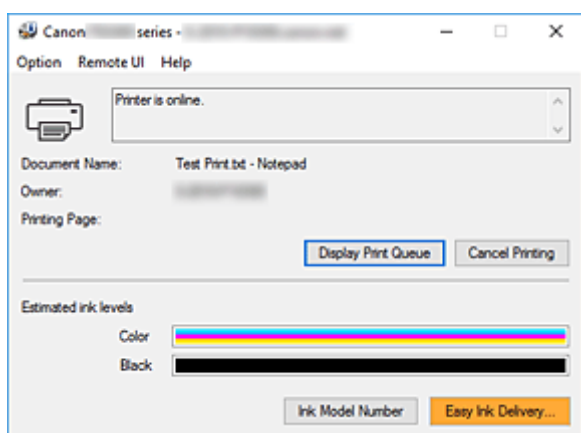 Canon series -
Option Remote UI Help
Printer is online.
Document Name: Test Print.txt - Notepad
Owner:
Printing Page:
Display Print Queue Cancel Printing
Estimated ink levels
Color
Black
Ink Model Number Easy Ink Delivery...